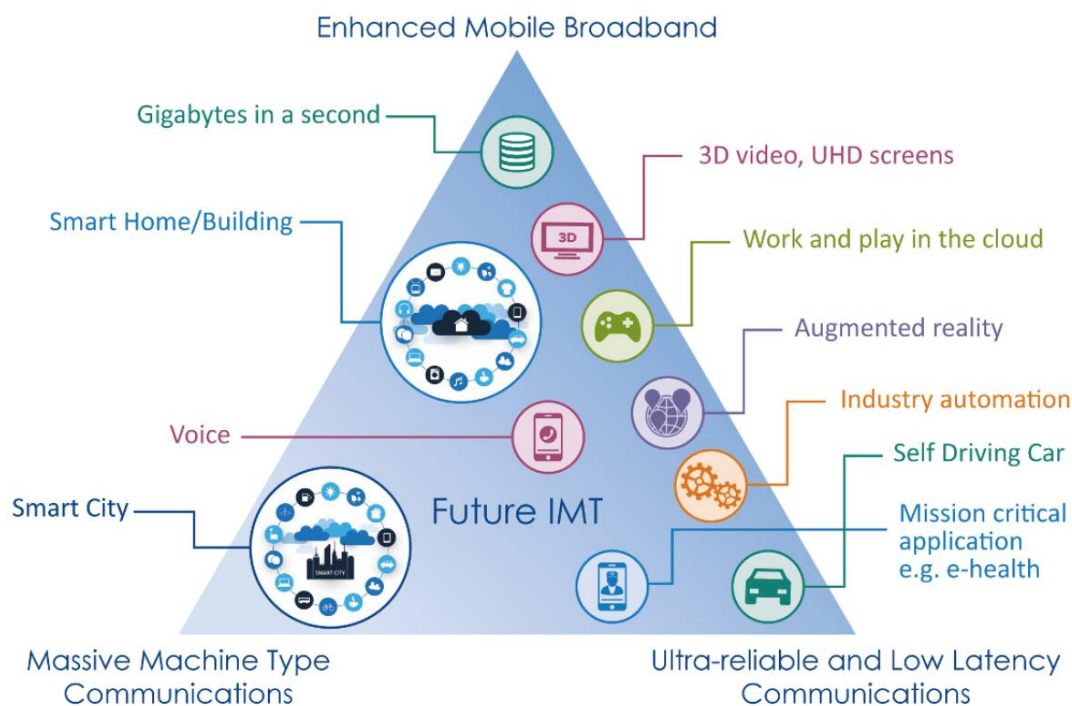 Enhanced Mobile Broadband
Gigabytes in a second
3D video, UHD screens
Smart Home/Building
3D
Work and play in the cloud
Augmented reality
Industry automation
Voice
Self Driving Car
Smart City
Future IMT
Mission critical
application
e.g. e-health
SMART CITY
Massive Machine Type
Communications
Ultra-reliable and Low Latency
Communications